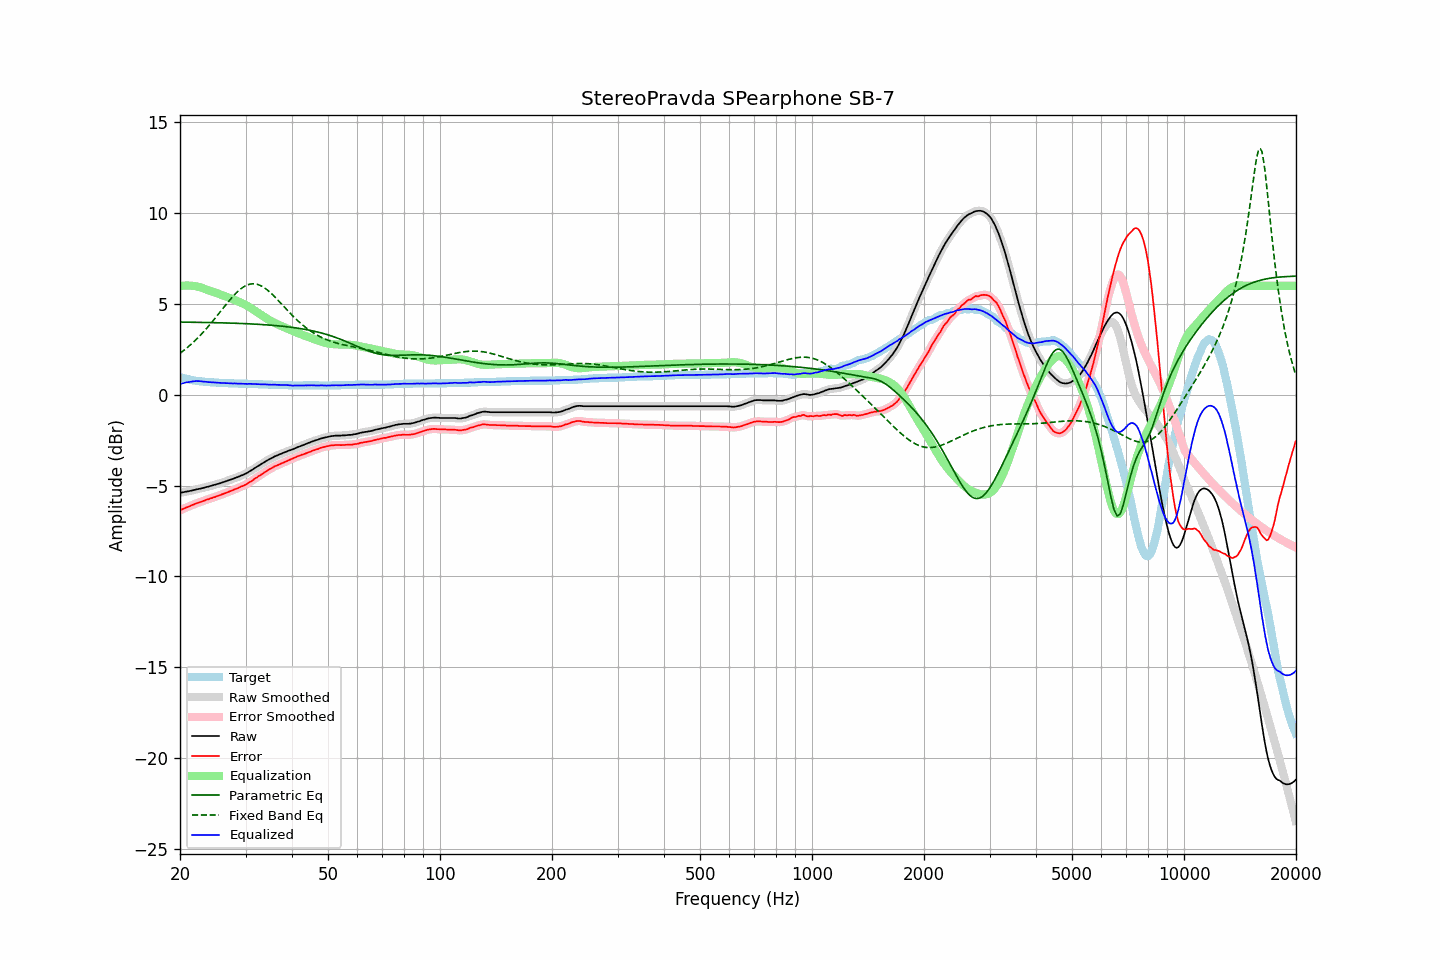 StereoPravda SPearphone SB-7
15
10
5
0
−5
−10
−15
−20
−25
Amplitude (dBr)
Target
Raw Smoothed
Error Smoothed
Raw
Error
Equalization
Parametric Eq
Fixed Band Eq
Equalized
20 50 100 200 500 1000 2000 5000 10000 20000
Frequency (Hz)